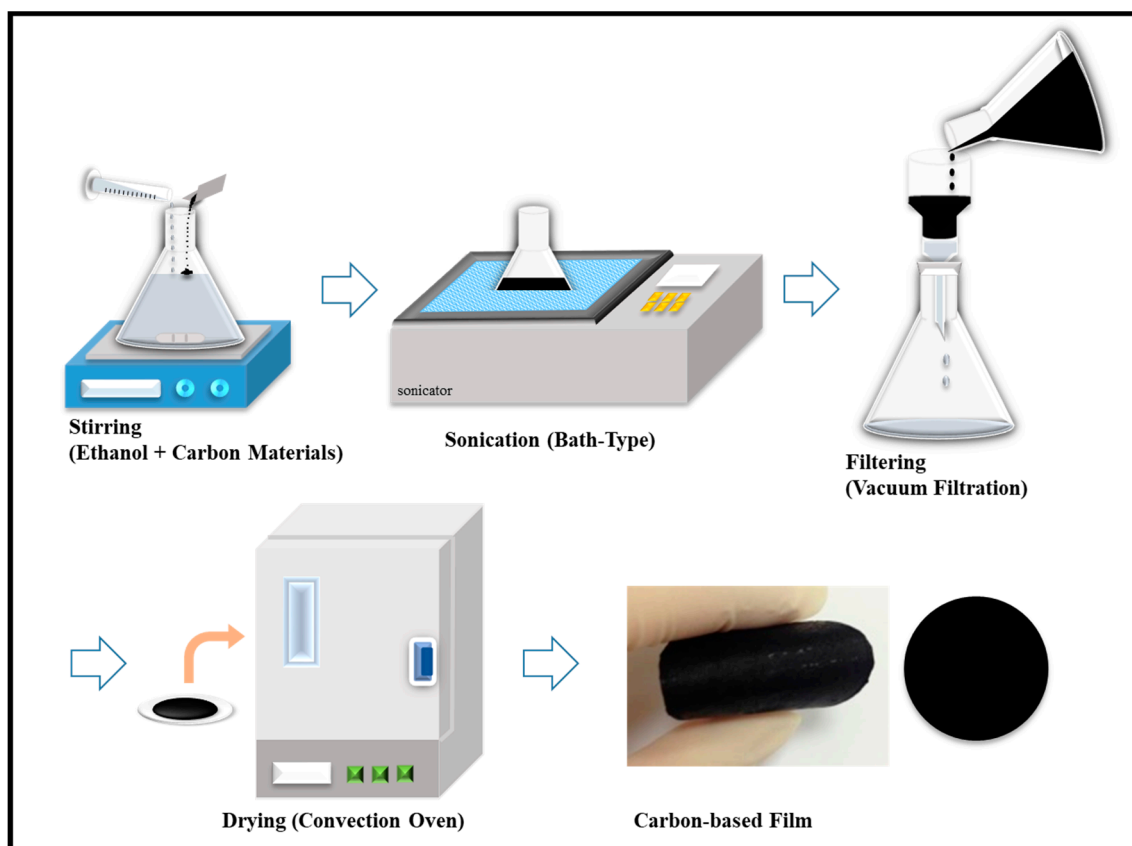 Stirring
(Ethanol + Carbon Materials)
sonicator
Sonication (Bath-Type)
Filtering
(Vacuum Filtration)
Drying (Convection Oven)
Carbon-based Film